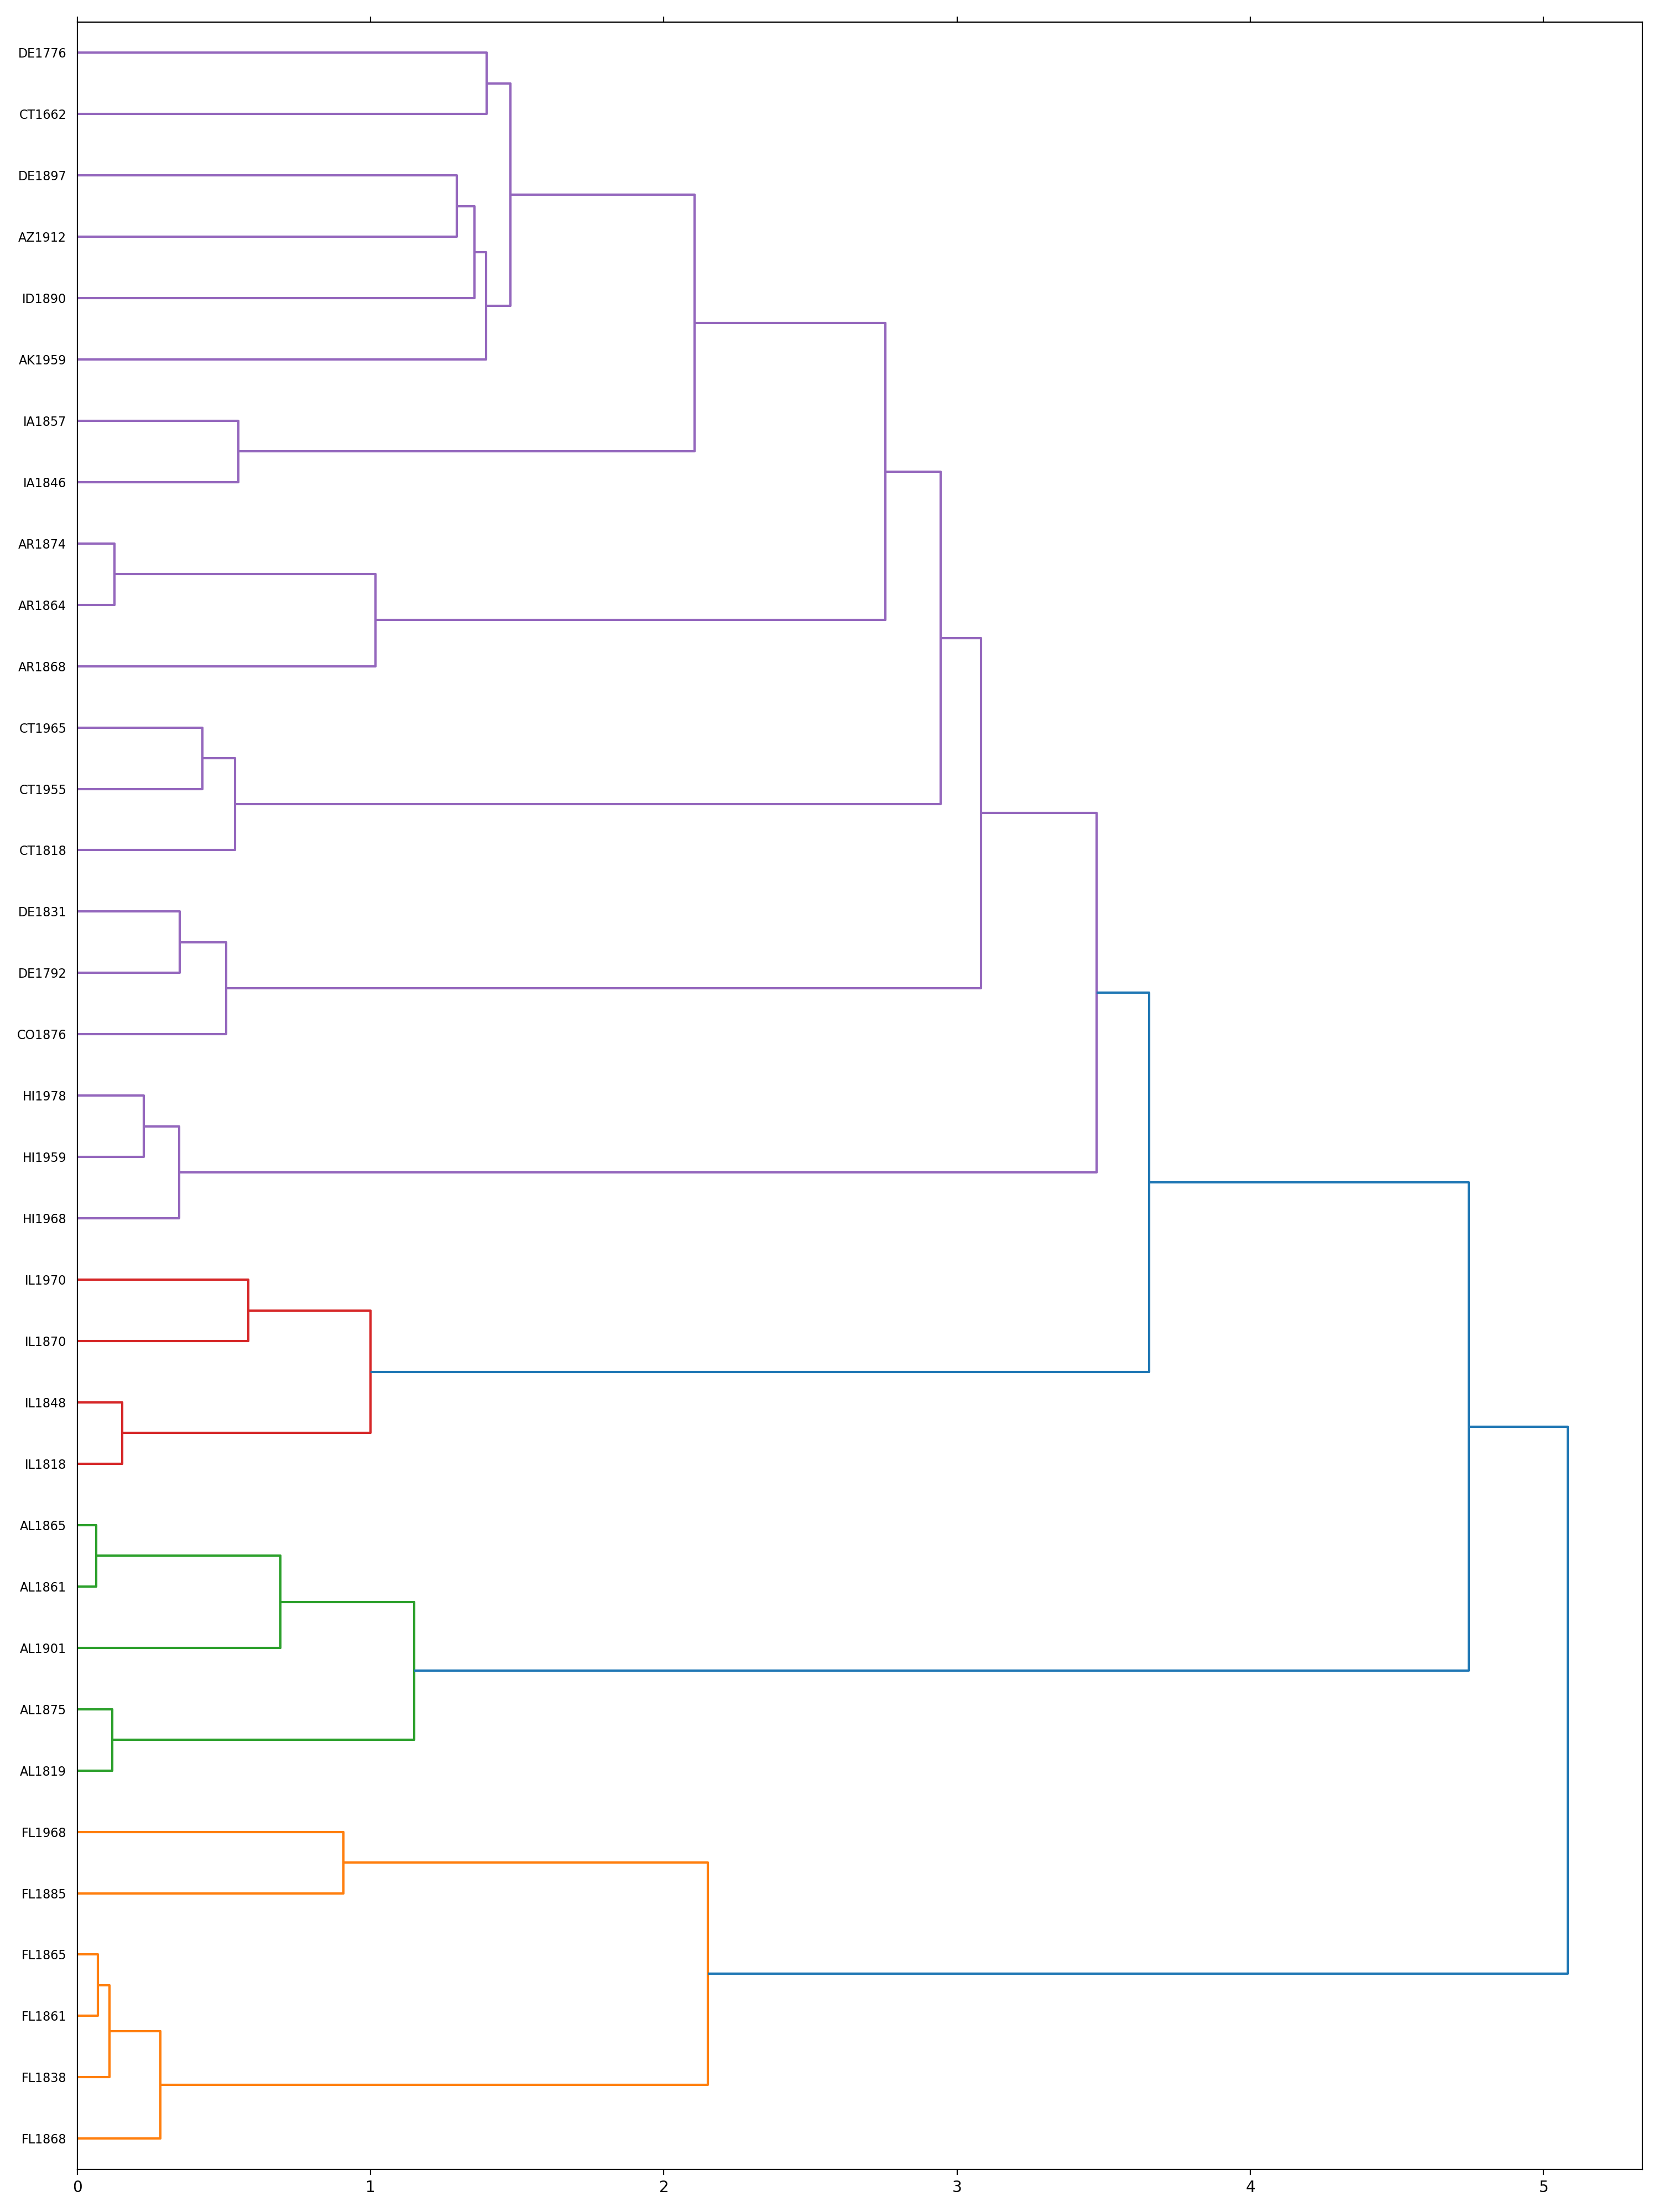 DE1776
CT1662
DE1897
AZ1912
ID1890
AK1959
IA1857
IA1846
AR1874
AR1864
AR1868
CT1965
CT1955
CT1818
DE1831
DE1792
CO1876
HI1978
HI1959
HI1968
IL1970
IL1870
IL1848
IL1818
AL1865
AL1861
AL1901
AL1875
AL1819
FL1968
FL1885
FL1865
FL1861
FL1838
FL1868
0 1 2 3 4 5